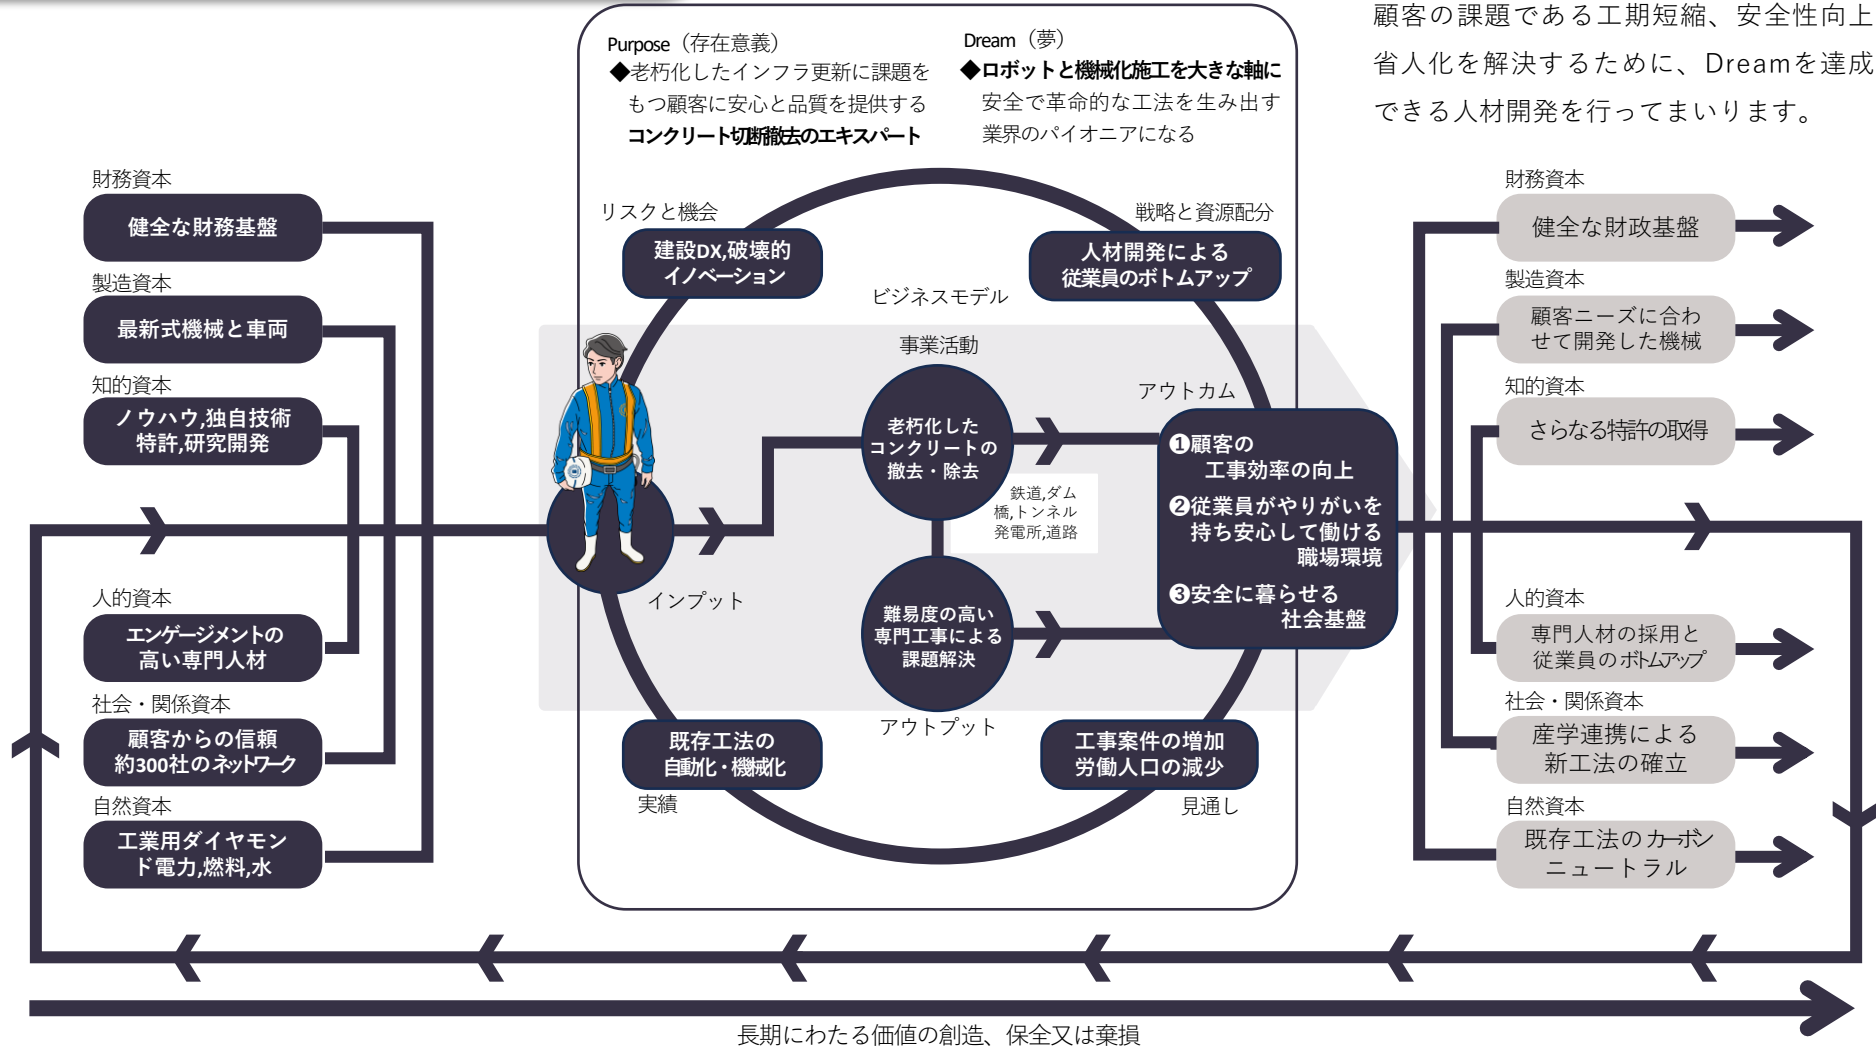 顧客の課題である工期短縮、安全性向上
省人化を解決するために、Dreamを達成
できる人材開発を行ってまいります。
Purpose（存在意義）
◆老朽化したインフラ更新に課題を
もつ顧客に安心と品質を提供する
コンクリート切断撤去のエキスパート
Dream（夢）
◆ロボットと機械化施工を大きな軸に
安全で革命的な工法を生み出す
業界のパイオニアになる
財務資本
健全な財務基盤
製造資本
最新式機械と車両
知的資本
ノウハウ,独自技術
特許,研究開発
人的資本
エンゲージメントの
高い専門人材
社会・関係資本
顧客からの信頼
約300社のネットワーク
自然資本
工業用ダイヤモン
ド電力,燃料,水
リスクと機会
建設DX,破壊的
イノベーション
戦略と資源配分
人材開発による
従業員のボトムアップ
ビジネスモデル
事業活動
老朽化した
コンクリートの
撤去・除去
鉄道,ダム
橋,トンネル
発電所,道路
インプット
難易度の高い
専門工事による
課題解決
アウトプット
アウトカム
❶顧客の
工事効率の向上
❷従業員がやりがいを
持ち安心して働ける
職場環境
❸安全に暮らせる
社会基盤
既存工法の
自動化・機械化
実績
工事案件の増加
労働人口の減少
見通し
財務資本
健全な財政基盤
製造資本
顧客ニーズに合わ
せて開発した機械
知的資本
さらなる特許の取得
人的資本
専門人材の採用と
従業員のボトムアップ
社会・関係資本
産学連携による
新工法の確立
自然資本
既存工法のカーボン
ニュートラル
長期にわたる価値の創造、保全又は棄損